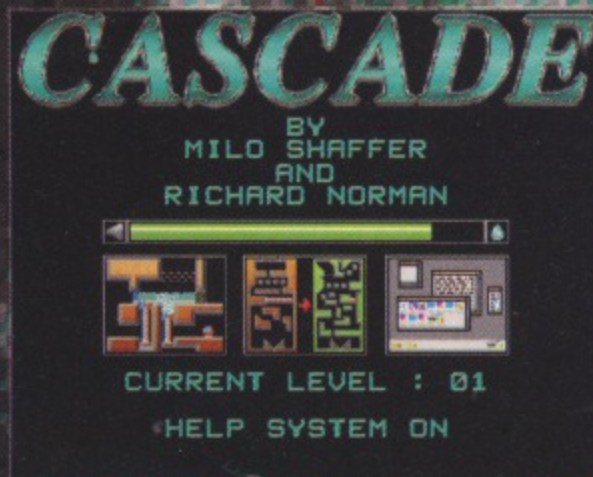 CASCADE
BY
MILO SHAFFER
AND
RICHARD NORMAN
CURRENT LEVEL : 01
HELP SYSTEM ON